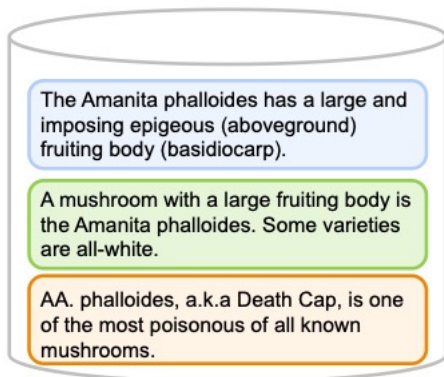 The Amanita phalloides has a large and
imposing epigeous (aboveground)
fruiting body (basidiocarp).
A mushroom with a large fruiting body is
the Amanita phalloides. Some varieties
are all-white.
AA. phalloides, a.k.a Death Cap, is one
of the most poisonous of all known
mushrooms.